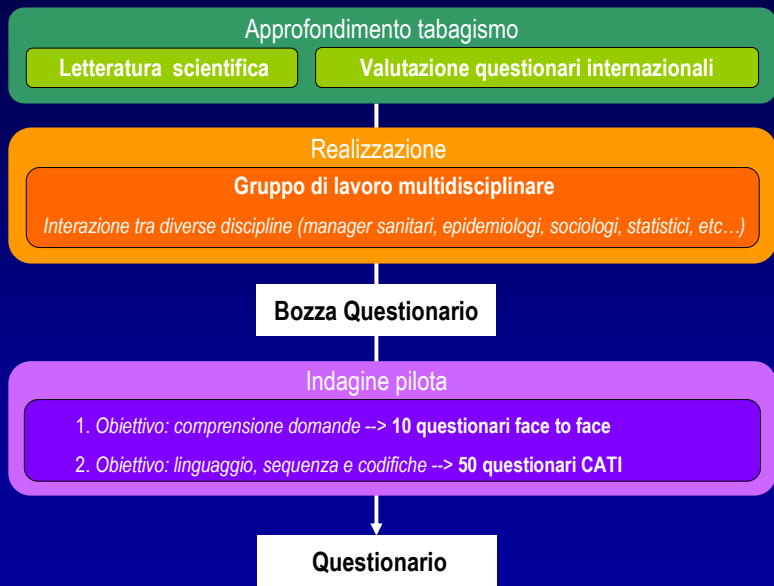 Approfondimento tabagismo
Letteratura scientifica
Valutazione questionari internazionali
Realizzazione
Gruppo di lavoro multidisciplinare
Interazione tra diverse discipline (manager sanitari, epidemiologi, sociologi, statistici, etc…)
Bozza Questionario
Indagine pilota
1. Obiettivo: comprensione domande --> 10 questionari face to face
2. Obiettivo: linguaggio, sequenza e codifiche --> 50 questionari CATI
Questionario